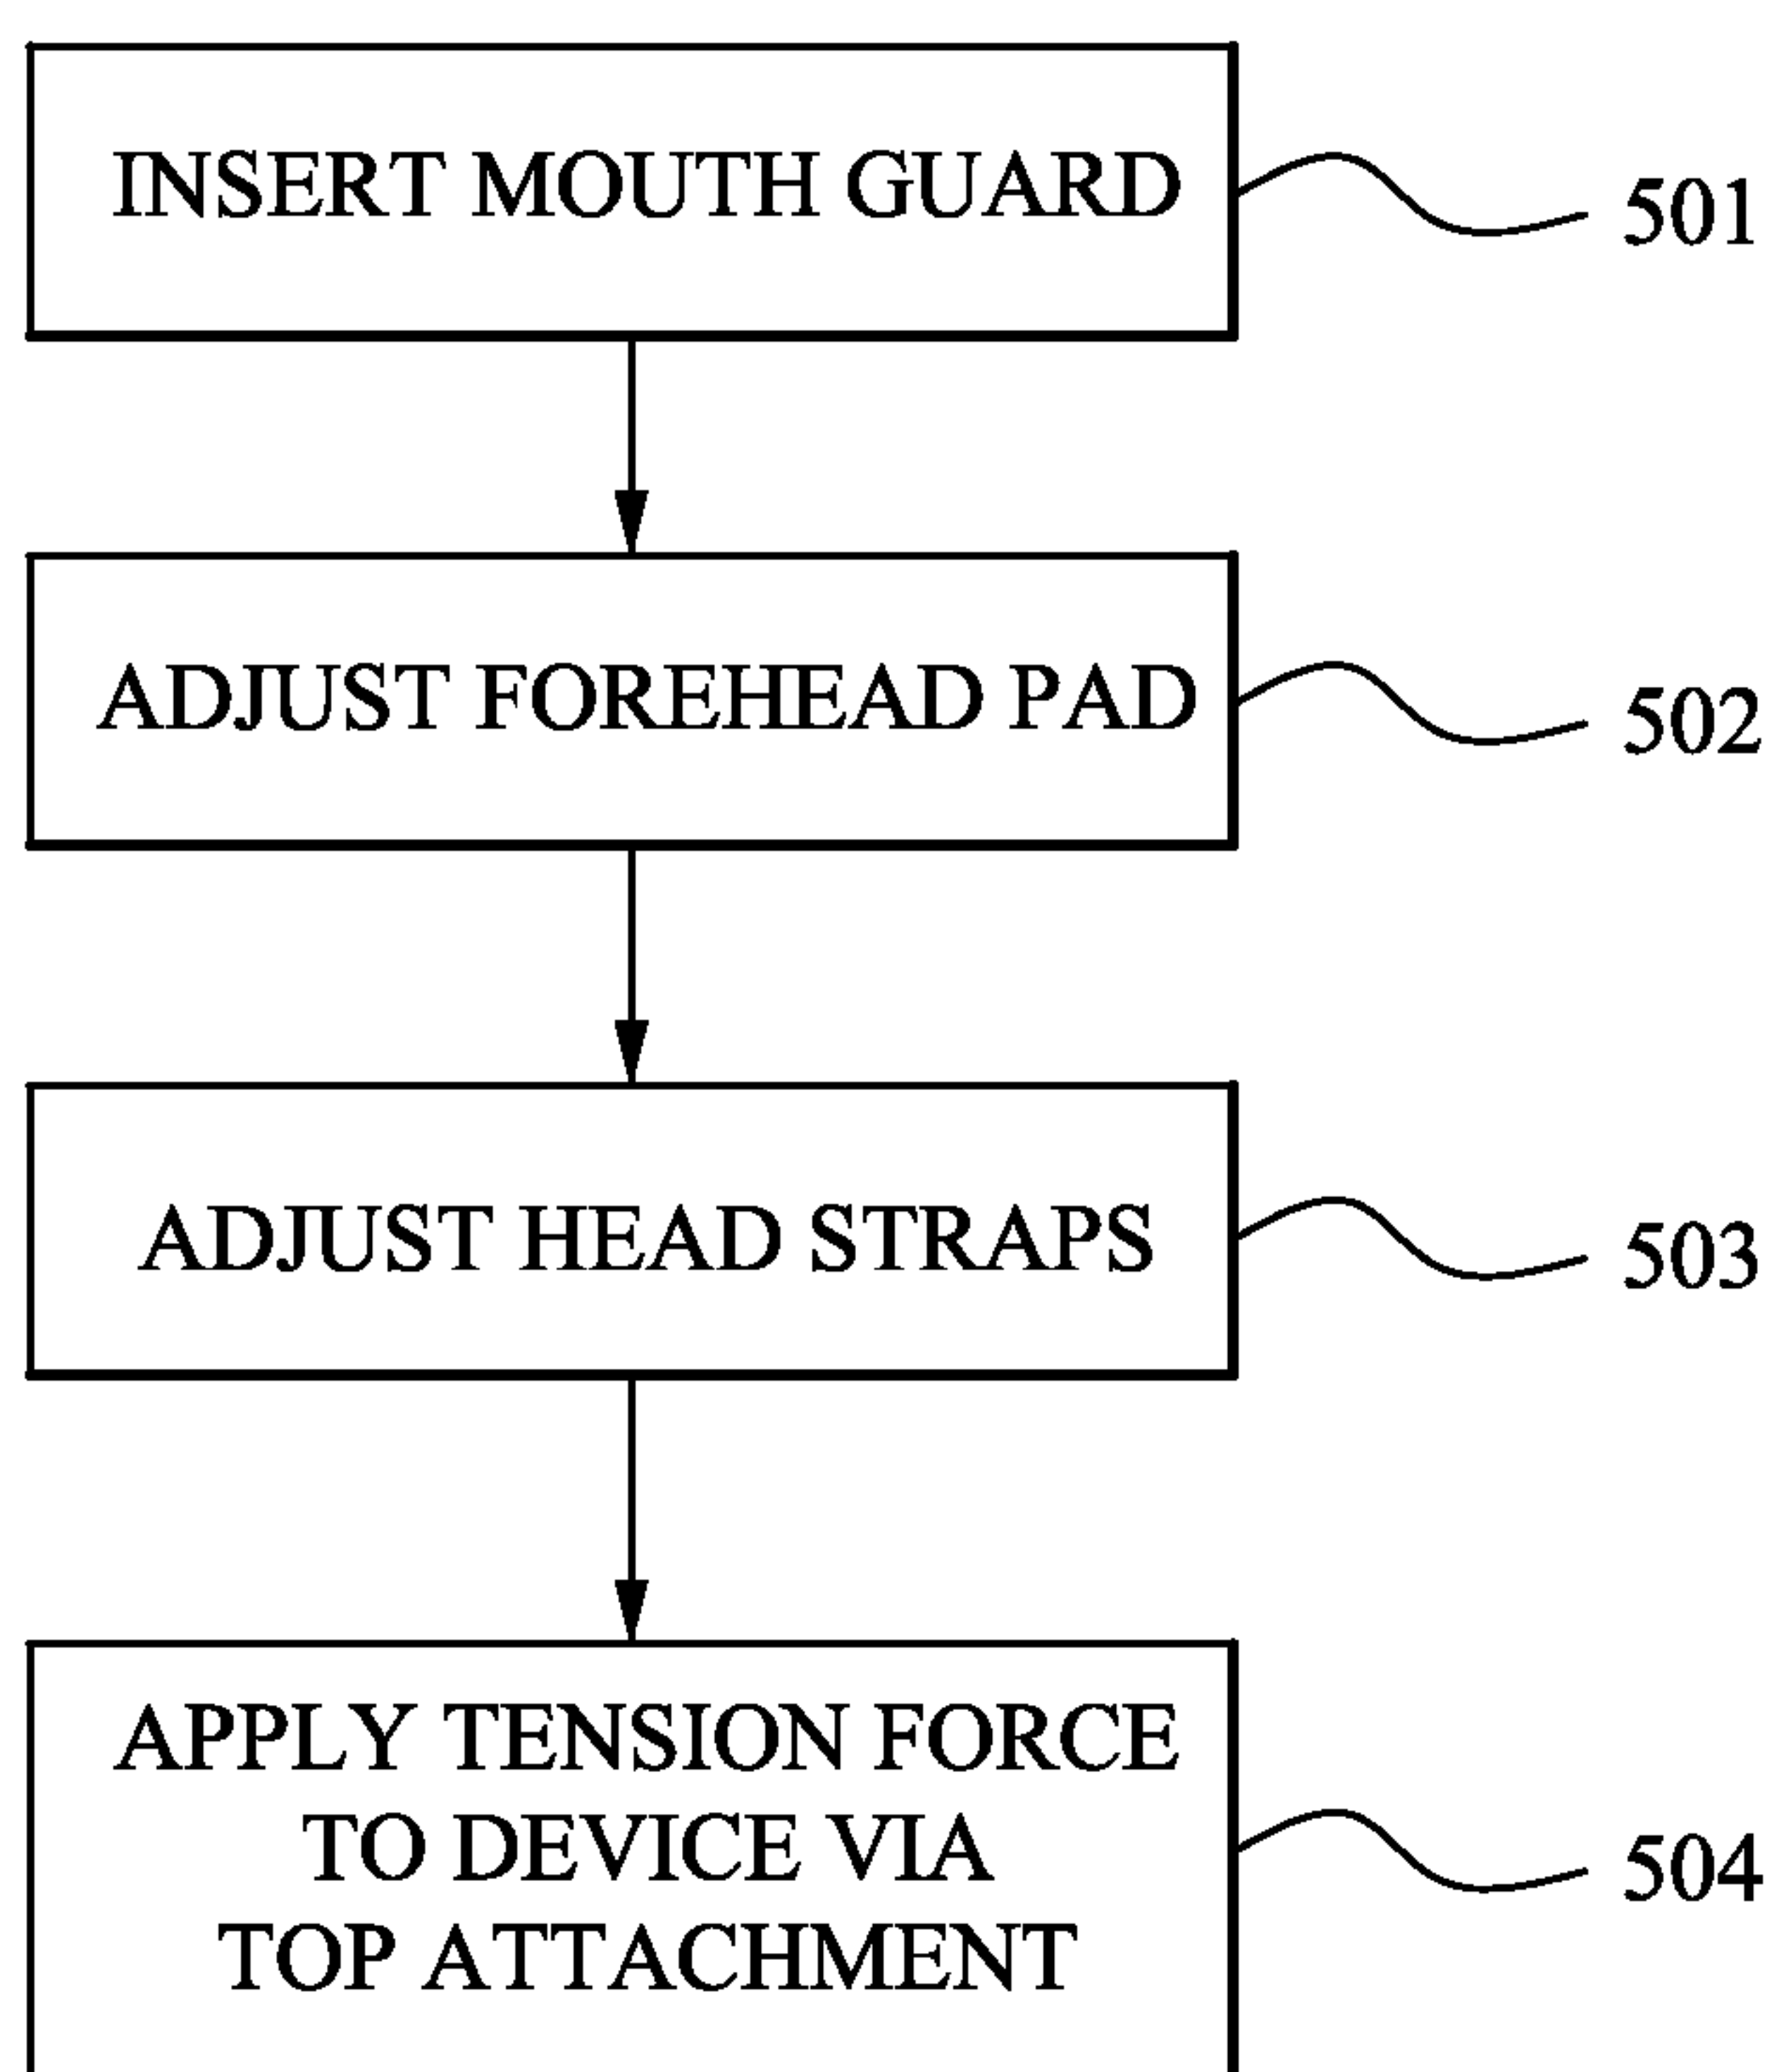 INSERT MOUTH GUARD
501
ADJUST FOREHEAD PAD
502
ADJUST HEAD STRAPS
503
APPLY TENSION FORCE
TO DEVICE VIA
504
TOP ATTACHMENT